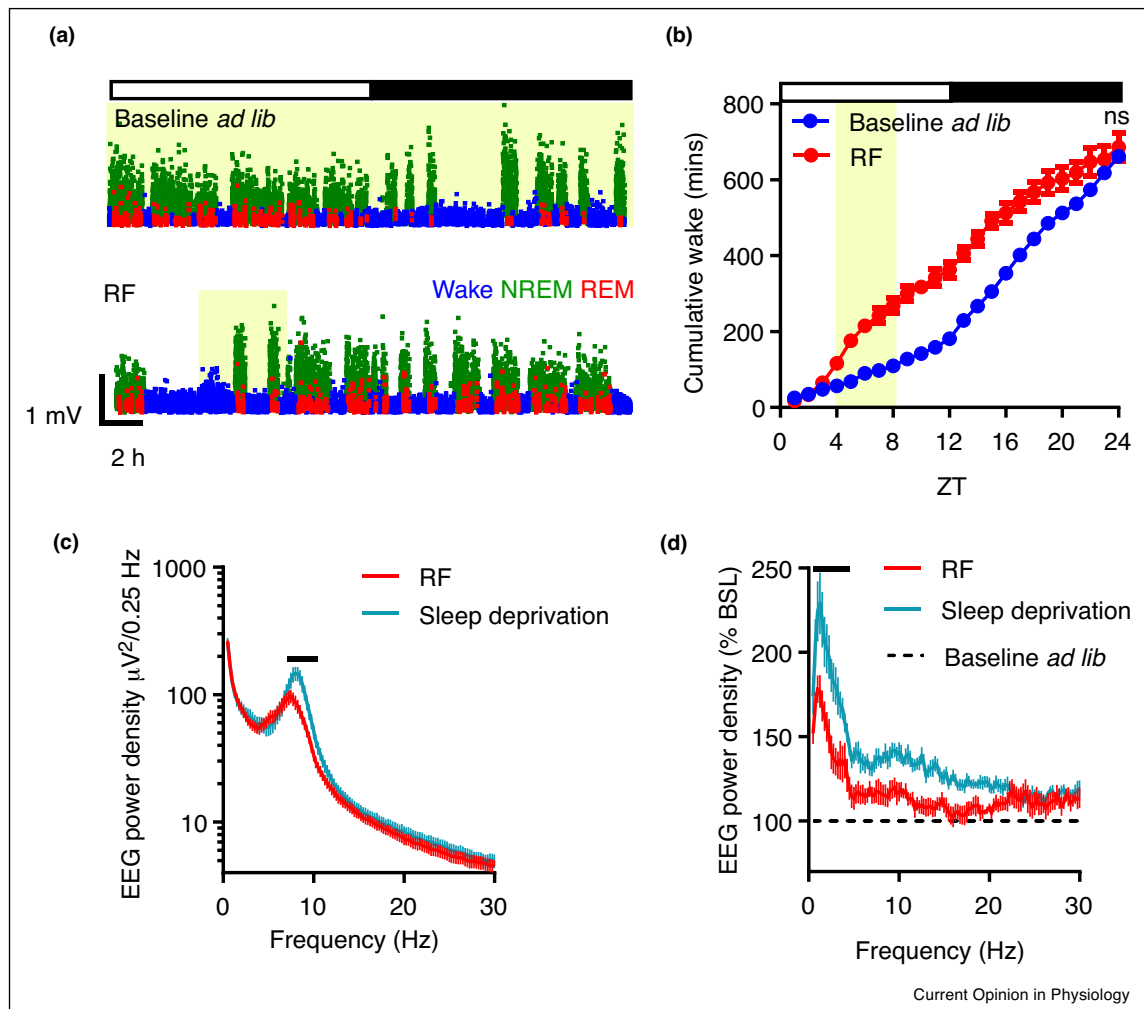 (a)
Baseline ad lib
RF
Wake NREM REM
1 mV
2 h
(b)
800
600
400
200
0
Cumulative wake (mins)
Baseline ad lib
RF
ns
0 4 8 12 16 20 24
ZT
(c)
EEG power density μV²/0.25 Hz
1000
100
10
RF
Sleep deprivation
0 10 20 30
Frequency (Hz)
(d)
EEG power density (% BSL)
250
200
150
100
RF
Sleep deprivation
Baseline ad lib
0 10 20 30
Frequency (Hz)
Current Opinion in Physiology